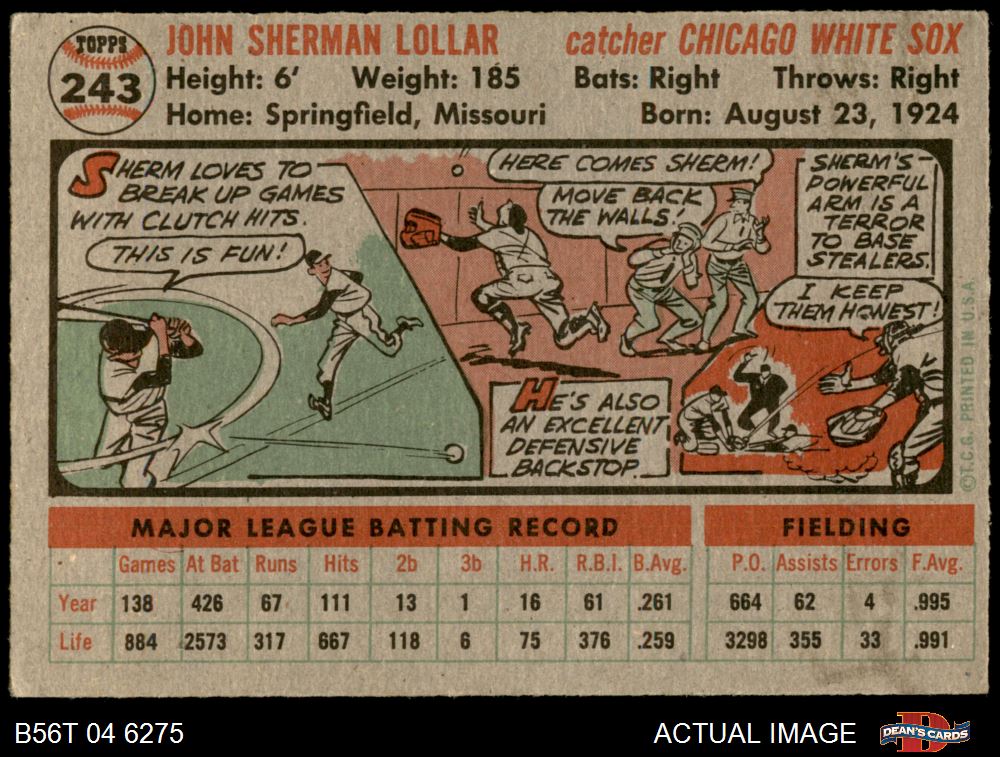 TOPPS
243
JOHN SHERMAN LOLLAR catcher CHICAGO WHITE SOX
Height: 6' Weight: 185 Bats: Right Throws: Right
Home: Springfield, Missouri Born: August 23, 1924
SHERM LOVES TO
BREAK UP GAMES
WITH CLUTCH HITS.
THIS IS FUN!
HERE COMES SHERM!
MOVE BACK
THE WALLS!
HE'S ALSO
AN EXCELLENT
DEFENSIVE
BACKSTOP.
SHERM'S
POWERFUL
ARM IS A
TERROR
TO BASE
STEALERS.
I KEEP
THEM HONEST!
©T.C.G. PRINTED IN U.S.A.
MAJOR LEAGUE BATTING RECORD FIELDING
Games At Bat Runs Hits 2b 3b H.R. R.B.I. B.Avg. P.O. Assists Errors F.Avg.
Year 138 426 67 111 13 1 16 61 .261 664 62 4 .995
Life 884 2573 317 667 118 6 75 376 .259 3298 355 33 .991
B56T 04 6275 ACTUAL IMAGE DEAN'S CARDS